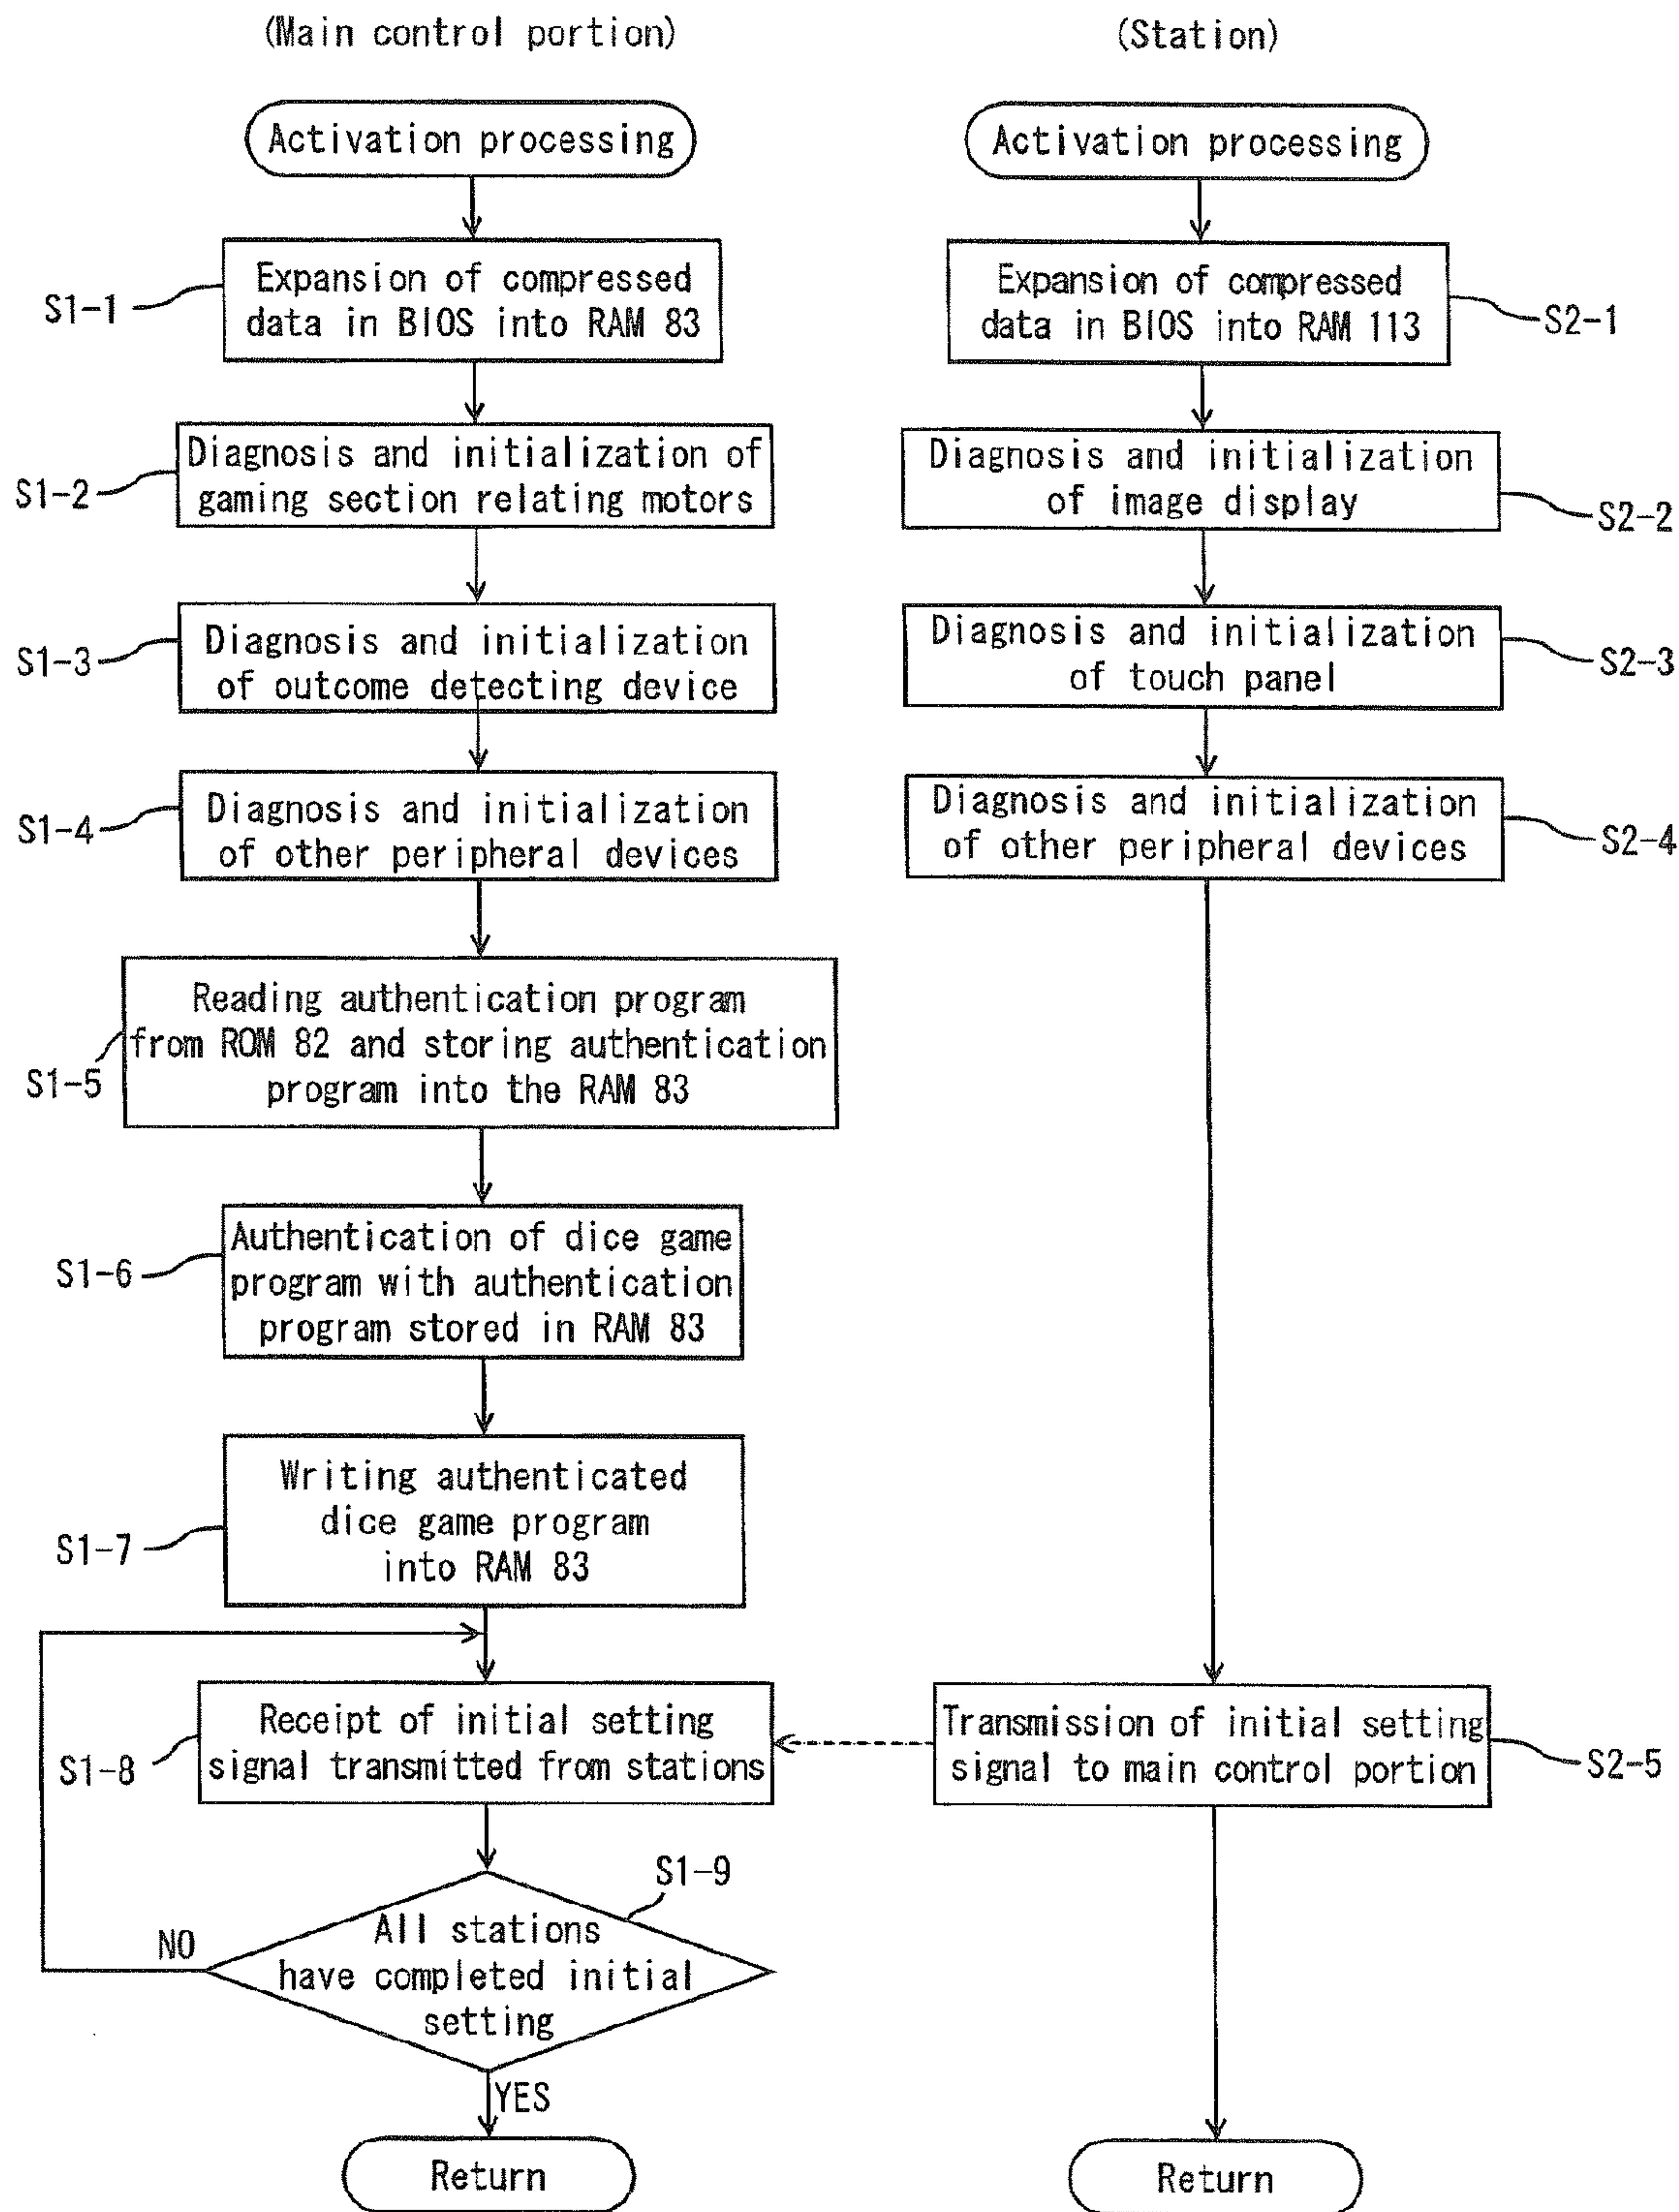 (Main control portion)
Activation processing
S1-1
Expansion of compressed
data in BIOS into RAM 83
S1-2
Diagnosis and initialization of
gaming section relating motors
S1-3
Diagnosis and initialization
of outcome detecting device
S1-4
Diagnosis and initialization
of other peripheral devices
S1-5
Reading authentication program
from ROM 82 and storing authentication
program into the RAM 83
S1-6
Authentication of dice game
program with authentication
program stored in RAM 83
S1-7
Writing authenticated
dice game program
into RAM 83
S1-8
Receipt of initial setting
signal transmitted from stations
S1-9
All stations
have completed initial
setting
NO
YES
Return
(Station)
Activation processing
Expansion of compressed
data in BIOS into RAM 113
S2-1
Diagnosis and initialization
of image display
S2-2
Diagnosis and initialization
of touch panel
S2-3
Diagnosis and initialization
of other peripheral devices
S2-4
Transmission of initial setting
signal to main control portion
S2-5
Return